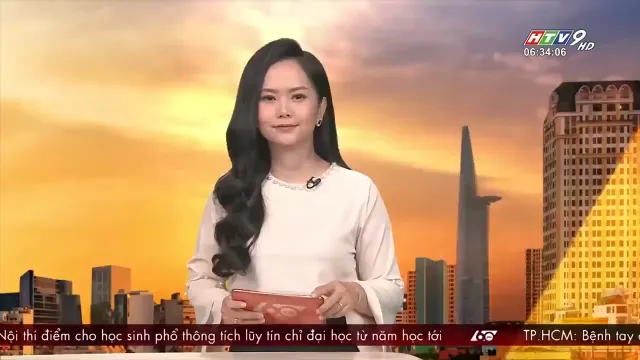 HTV9 HD
06:34:06
Nội thí điểm cho học sinh phổ thông tích lũy tín chỉ đại học từ năm học tới 60 TP.HCM: Bệnh tay